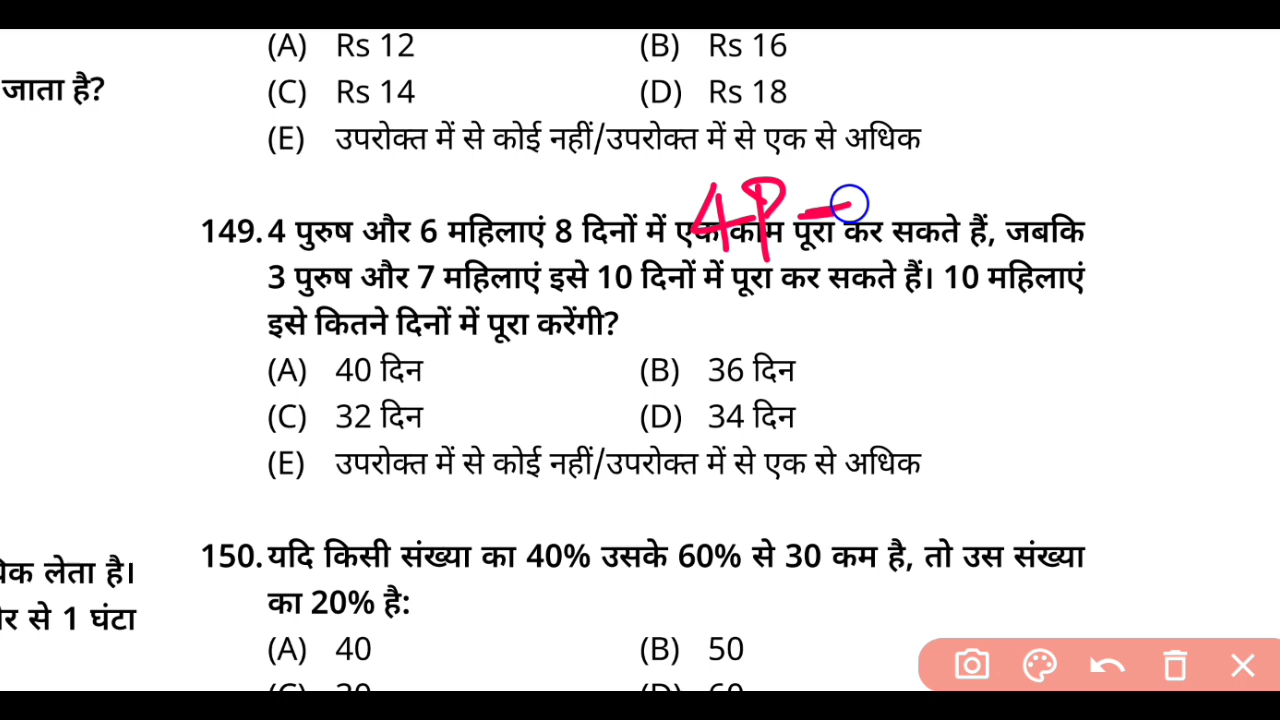 (A) Rs 12 (B) Rs 16
जाता है? (C) Rs 14 (D) Rs 18
(E) उपरोक्त में से कोई नहीं/उपरोक्त में से एक से अधिक
4P =
149. 4 पुरुष और 6 महिलाएं 8 दिनों में एक काम पूरा कर सकते हैं, जबकि
3 पुरुष और 7 महिलाएं इसे 10 दिनों में पूरा कर सकते हैं। 10 महिलाएं
इसे कितने दिनों में पूरा करेंगी?
(A) 40 दिन (B) 36 दिन
(C) 32 दिन (D) 34 दिन
(E) उपरोक्त में से कोई नहीं/उपरोक्त में से एक से अधिक
150. यदि किसी संख्या का 40% उसके 60% से 30 कम है, तो उस संख्या
लेता है।
का 20% है:
से 1 घंटा
(A) 40 (B) 50